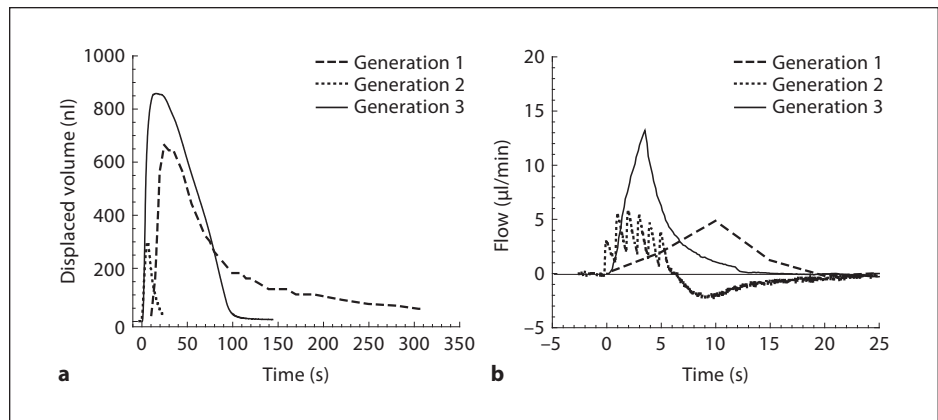 1000
800
600
400
200
0
Displaced volume (nl)
0 50 100 150 200 250 300 350
Time (s)
Generation 1
Generation 2
Generation 3
a
20
15
10
5
0
−5
Flow (µl/min)
−5 0 5 10 15 20 25
Time (s)
Generation 1
Generation 2
Generation 3
b